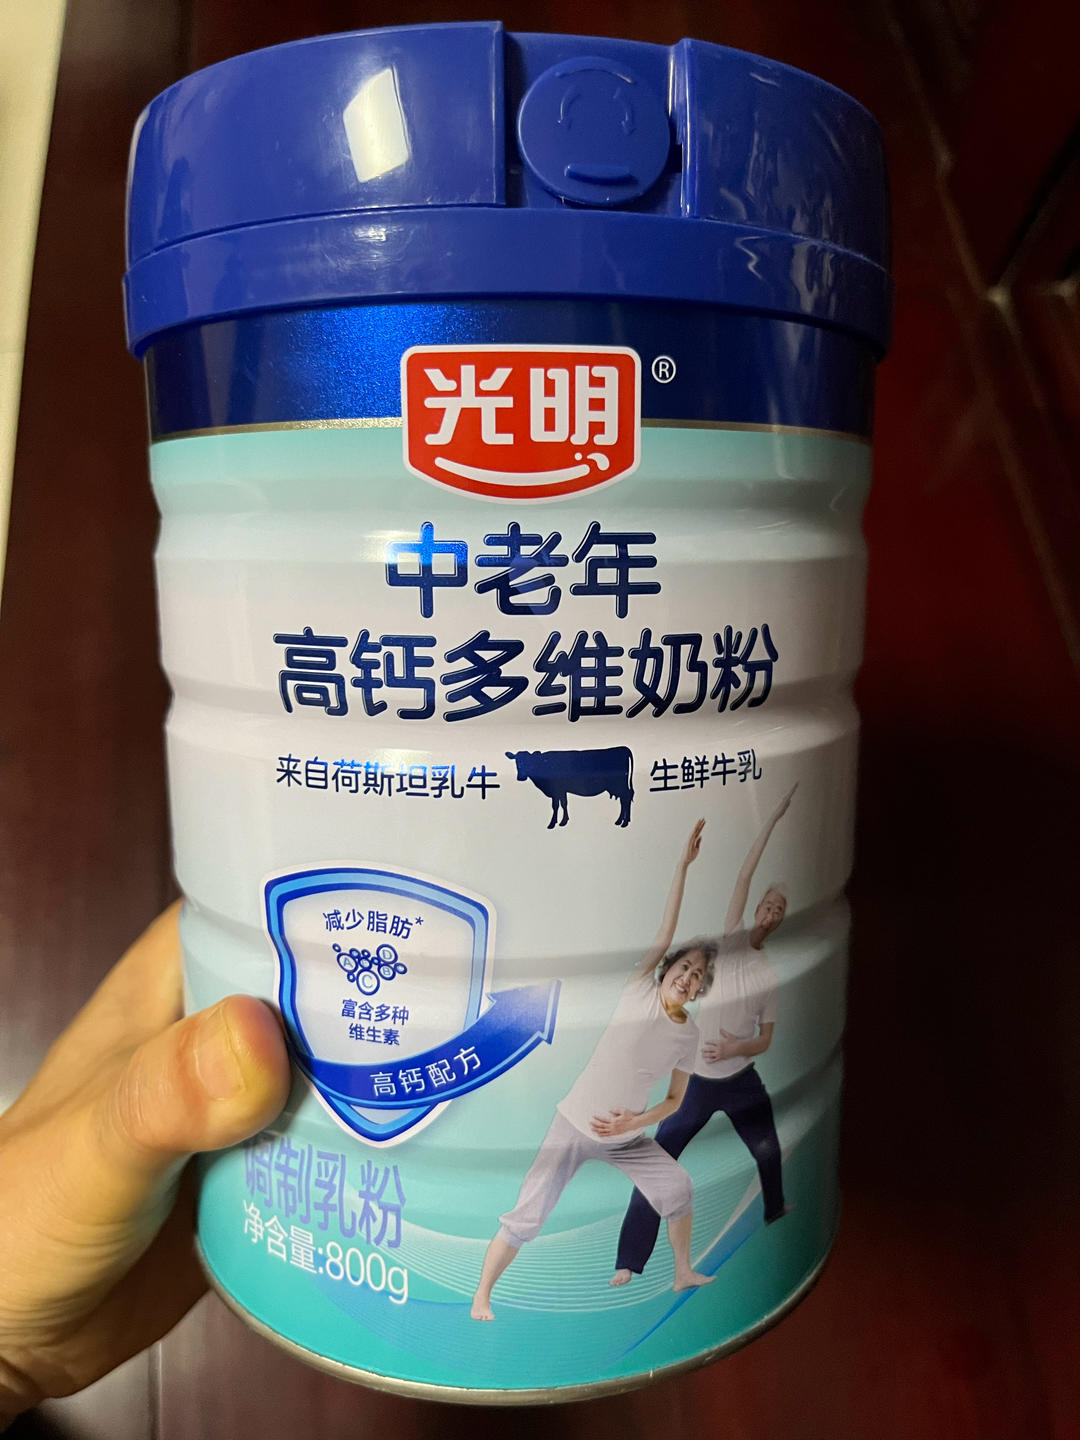 光明®
中老年
高钙多维奶粉
来自荷斯坦乳牛 生鲜牛乳
减少脂肪*
A C B D
富含多种
维生素
高钙配方
调制乳粉
净含量:800g